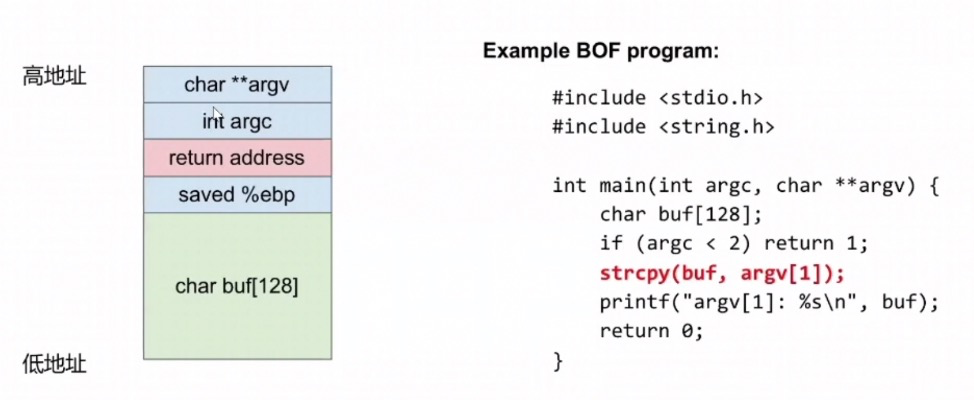 高地址
char **argv
int argc
return address
saved %ebp
char buf[128]
低地址
Example BOF program:
#include <stdio.h>
#include <string.h>
int main(int argc, char **argv) {
char buf[128];
if (argc < 2) return 1;
strcpy(buf, argv[1]);
printf("argv[1]: %s\n", buf);
return 0;
}